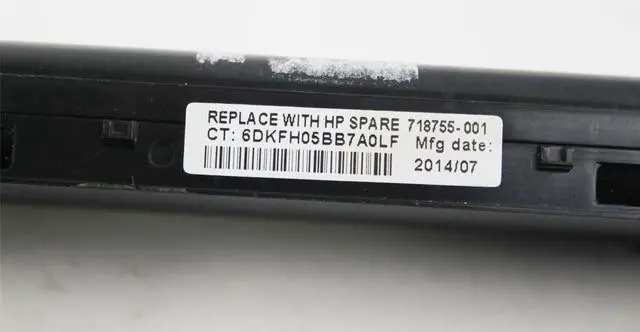 REPLACE WITH HP SPARE 718755-001
CT: 6DKFH05BB7A0LF Mfg date:
2014/07